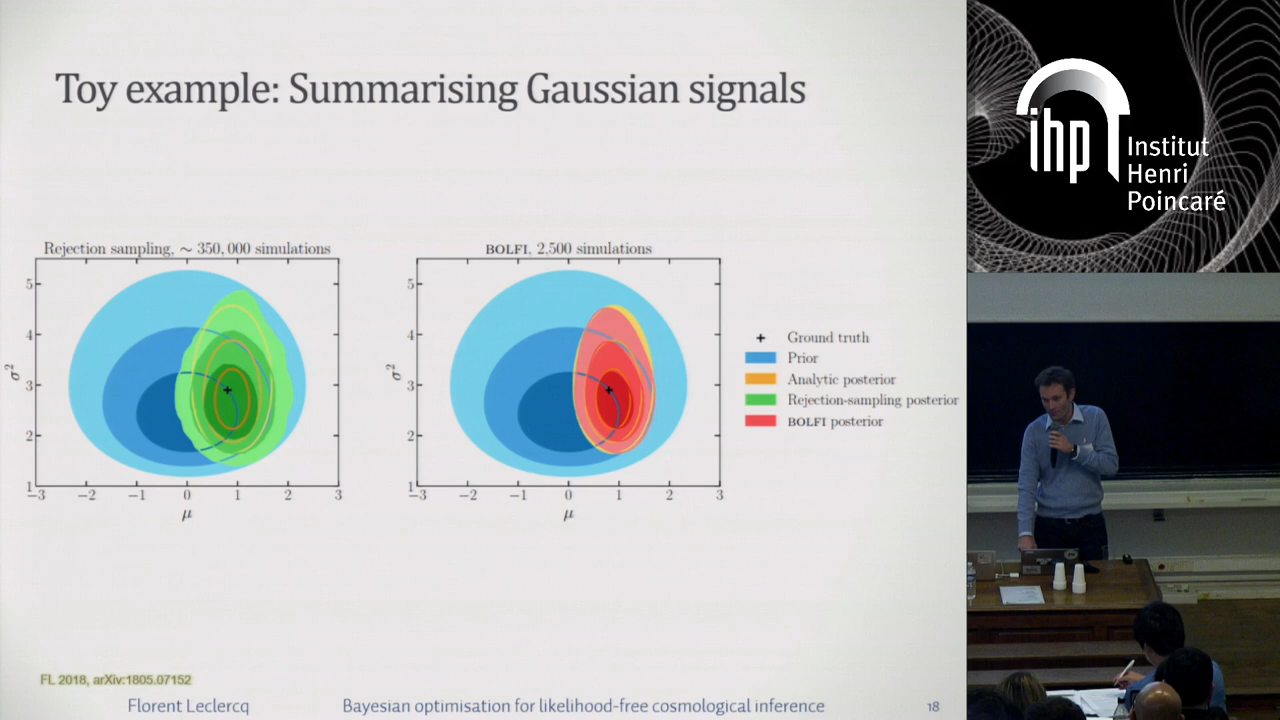 Toy example: Summarising Gaussian signals
Rejection sampling, ∼ 350,000 simulations
BOLFI, 2,500 simulations
5
4
3
2
1
σ²
−3 −2 −1 0 1 2 3
μ
5
4
3
2
1
σ²
−3 −2 −1 0 1 2 3
μ
Ground truth
Prior
Analytic posterior
Rejection-sampling posterior
BOLFI posterior
FL 2018, arXiv:1805.07152
Florent Leclercq
Bayesian optimisation for likelihood-free cosmological inference
18
ihp
Institut
Henri
Poincaré